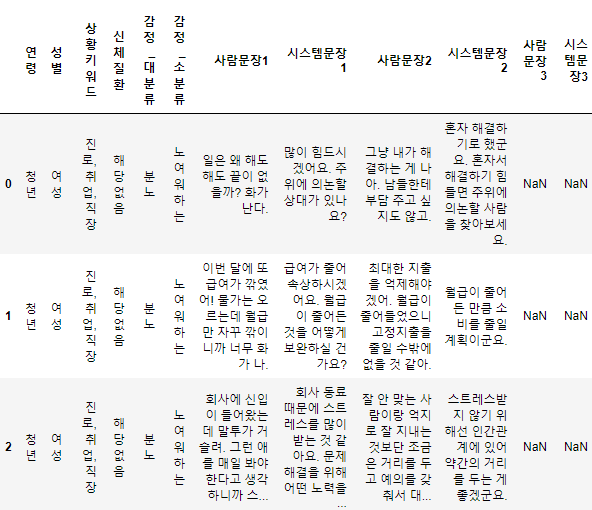 연령 성별 상황키워드 신체질환 감정_대분류 감정_소분류 사람문장1 시스템문장1 사람문장2 시스템문장2 사람문장3 시스템문장3
0 청년 여성 진로,취업,직장 해당없음 분노 노여워하는 일은 왜 해도 해도 끝이 없을까? 화가 난다. 많이 힘드시겠어요. 주위에 의논할 상대가 있나요? 그냥 내가 해결하는 게 나아. 남들한테 부담 주고 싶지도 않고. 혼자 해결하기로 했군요. 혼자서 해결하기 힘들면 주위에 의논할 사람을 찾아보세요. NaN NaN
1 청년 여성 진로,취업,직장 해당없음 분노 노여워하는 이번 달에 또 급여가 깎였어! 물가는 오르는데 월급만 자꾸 깎이니까 너무 화가 나. 급여가 줄어 속상하시겠어요. 월급이 줄어든 것을 어떻게 보완하실 건가요? 최대한 지출을 억제해야겠어. 월급이 줄어들었으니 고정지출을 줄일 수밖에 없을 것 같아. 월급이 줄어든 만큼 소비를 줄일 계획이군요. NaN NaN
2 청년 여성 진로,취업,직장 해당없음 분노 노여워하는 회사에 신입이 들어왔는데 말투가 거슬려. 그런 애를 매일 봐야 한다고 생각하니까 스... 회사 동료 때문에 스트레스를 많이 받는 것 같아요. 문제 해결을 위해 어떤 노력을 ... 잘 안 맞는 사람이랑 억지로 잘 지내는 것보단 조금은 거리를 두고 예의를 갖춰서 대... 스트레스받지 않기 위해선 인간관계에 있어 약간의 거리를 두는 게 좋겠군요. NaN NaN